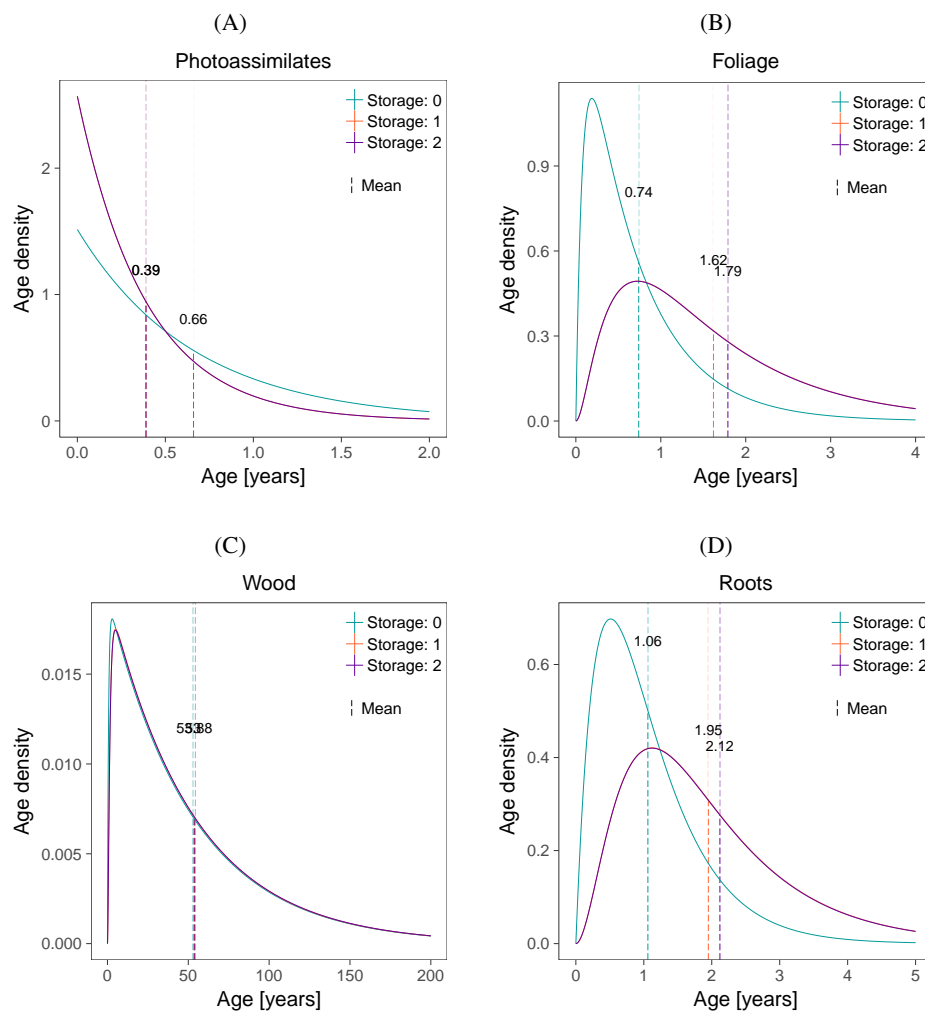 (A)
Photoassimilates
Storage: 0
Storage: 1
Storage: 2
Mean
0.39
0.66
Age density
0
1
2
0.0
0.5
1.0
1.5
2.0
Age [years]
(B)
Foliage
Storage: 0
Storage: 1
Storage: 2
Mean
0.74
1.62
1.79
Age density
0.0
0.3
0.6
0.9
0
1
2
3
4
Age [years]
(C)
Wood
Storage: 0
Storage: 1
Storage: 2
Mean
Age density
0.000
0.005
0.010
0.015
0
50
100
150
200
Age [years]
(D)
Roots
Storage: 0
Storage: 1
Storage: 2
Mean
1.06
1.95
2.12
Age density
0.0
0.2
0.4
0.6
0
1
2
3
4
5
Age [years]